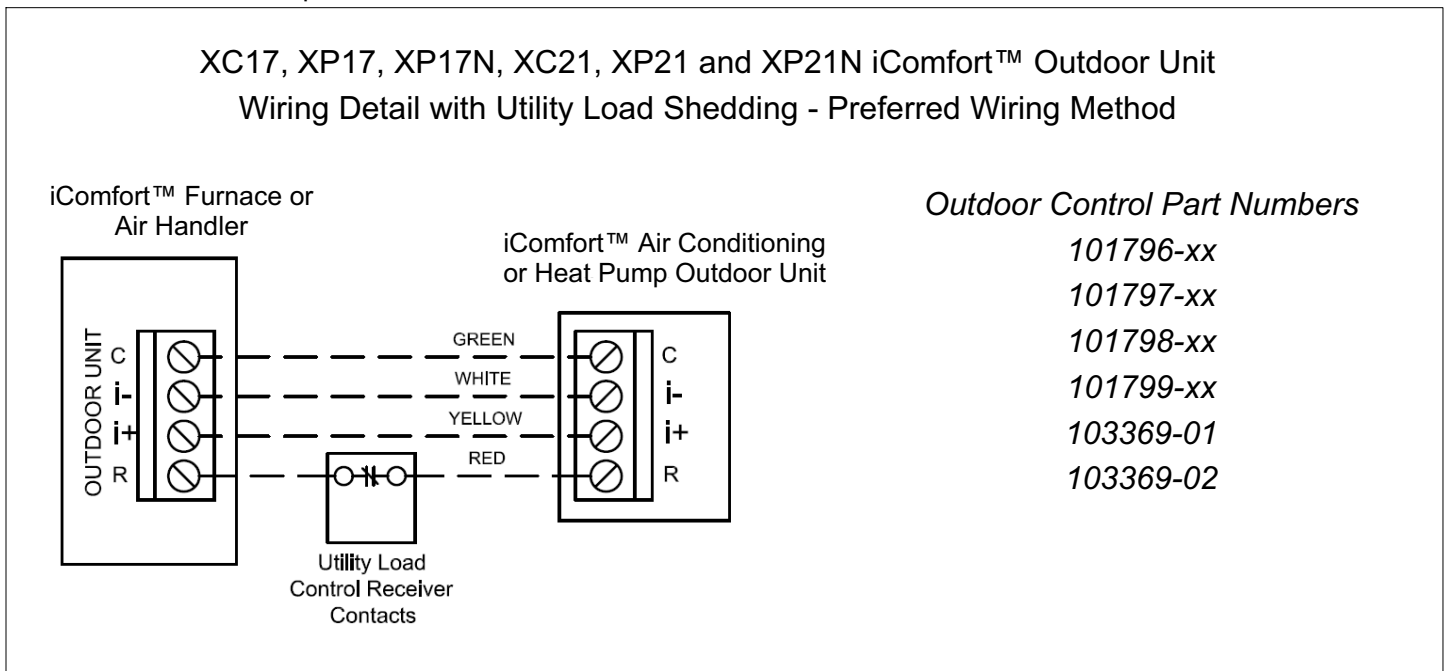 XC17, XP17, XP17N, XC21, XP21 and XP21N iComfort™ Outdoor Unit
Wiring Detail with Utility Load Shedding - Preferred Wiring Method
iComfort™ Furnace or
Air Handler
iComfort™ Air Conditioning
or Heat Pump Outdoor Unit
OUTDOOR UNIT
C
i-
i+
R
GREEN
WHITE
YELLOW
RED
C
i-
i+
R
Utility Load
Control Receiver
Contacts
Outdoor Control Part Numbers
101796-xx
101797-xx
101798-xx
101799-xx
103369-01
103369-02